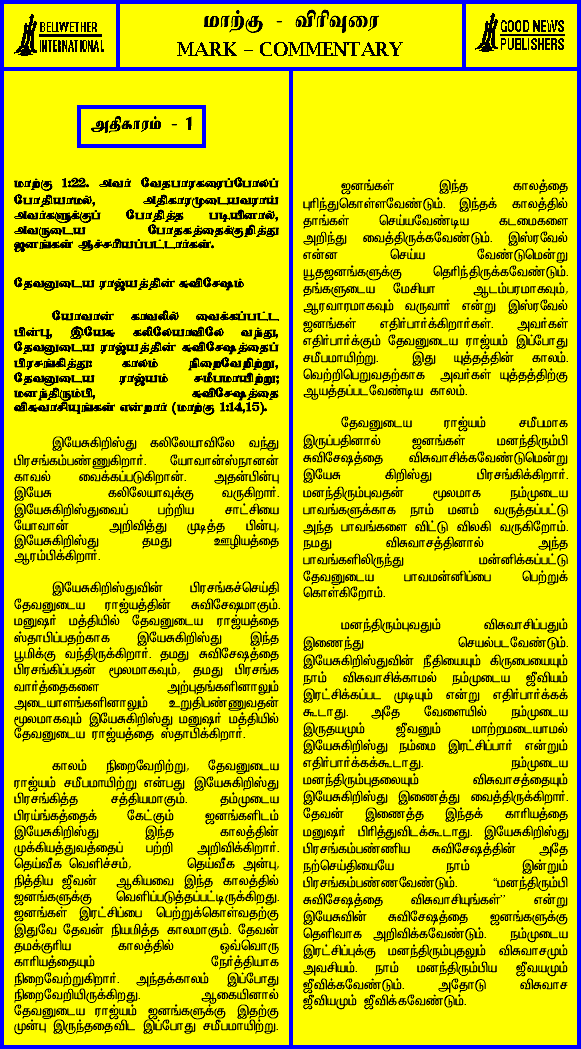 BELLWETHER
INTERNATIONAL
மாற்கு - விரிவுரை
MARK – COMMENTARY
GOOD NEWS
PUBLISHERS
அதிகாரம் - 1
மாற்கு 1:22. அவர் வேதபாரகரைப்போலப்
போதியாமல், அதிகாரமுடையவராய்
அவர்களுக்குப் போதித்த படியினால்,
அவருடைய போதகத்தைக்குறித்து
ஜனங்கள் ஆச்சரியப்பட்டார்கள்.
தேவனுடைய ராஜ்யத்தின் சுவிசேஷம்
யோவான் காவலில் வைக்கப்பட்ட
பின்பு, இயேசு கலிலேயாவிலே வந்து,
தேவனுடைய ராஜ்யத்தின் சுவிசேஷத்தைப்
பிரசங்கித்து: காலம் நிறைவேறிற்று,
தேவனுடைய ராஜ்யம் சமீபமாயிற்று;
மனந்திரும்பி, சுவிசேஷத்தை
விசுவாசியுங்கள் என்றார் (மாற்கு 1:14,15).
இயேசுகிறிஸ்து கலிலேயாவிலே வந்து
பிரசங்கம்பண்ணுகிறார். யோவான்ஸ்நானன்
காவல் வைக்கப்படுகிறான். அதன்பின்பு
இயேசு கலிலேயாவுக்கு வருகிறார்.
இயேசுகிறிஸ்துவைப் பற்றிய சாட்சியை
யோவான் அறிவித்து முடித்த பின்பு,
இயேசுகிறிஸ்து தமது ஊழியத்தை
ஆரம்பிக்கிறார்.
இயேசுகிறிஸ்துவின் பிரசங்கச்செய்தி
தேவனுடைய ராஜ்யத்தின் சுவிசேஷமாகும்.
மனுஷர் மத்தியில் தேவனுடைய ராஜ்யத்தை
ஸ்தாபிப்பதற்காக இயேசுகிறிஸ்து இந்த
பூமிக்கு வந்திருக்கிறார். தமது சுவிசேஷத்தை
பிரசங்கிப்பதன் மூலமாகவும், தமது பிரசங்க
வார்த்தைகளை அற்புதங்களினாலும்
அடையாளங்களினாலும் உறுதிபண்ணுவதன்
மூலமாகவும் இயேசுகிறிஸ்து மனுஷர் மத்தியில்
தேவனுடைய ராஜ்யத்தை ஸ்தாபிக்கிறார்.
காலம் நிறைவேறிற்று, தேவனுடைய
ராஜ்யம் சமீபமாயிற்று என்பது இயேசுகிறிஸ்து
பிரசங்கித்த சத்தியமாகும். தம்முடைய
பிரய்ங்கத்தைக் கேட்கும் ஜனங்களிடம்
இயேசுகிறிஸ்து இந்த காலத்தின்
முக்கியத்துவத்தைப் பற்றி அறிவிக்கிறார்.
தெய்வீக வெளிச்சம், தெய்வீக அன்பு,
நித்திய ஜீவன் ஆகியவை இந்த காலத்தில்
ஜனங்களுக்கு வெளிப்படுத்தப்பட்டிருக்கிறது.
ஜனங்கள் இரட்சிப்பை பெற்றுக்கொள்வதற்கு
இதுவே தேவன் நியமித்த காலமாகும். தேவன்
தமக்குரிய காலத்தில் ஒவ்வொரு
காரியத்தையும் நேர்த்தியாக
நிறைவேற்றுகிறார். அந்தக்காலம் இப்போது
நிறைவேறியிருக்கிறது. ஆகையினால்
தேவனுடைய ராஜ்யம் ஜனங்களுக்கு இதற்கு
முன்பு இருந்ததைவிட இப்போது சமீபமாயிற்று.
ஜனங்கள் இந்த காலத்தை
புரிந்துகொள்ளவேண்டும். இந்தக் காலத்தில்
தாங்கள் செய்யவேண்டிய கடமைகளை
அறிந்து வைத்திருக்கவேண்டும். இஸ்ரவேல்
என்ன செய்ய வேண்டுமென்று
யூதஜனங்களுக்கு தெரிந்திருக்கவேண்டும்.
தங்களுடைய மேசியா ஆடம்பரமாகவும்,
ஆரவாரமாகவும் வருவார் என்று இஸ்ரவேல்
ஜனங்கள் எதிர்பார்க்கிறார்கள். அவர்கள்
எதிர்பார்க்கும் தேவனுடைய ராஜ்யம் இப்போது
சமீபமாயிற்று. இது யுத்தத்தின் காலம்.
வெற்றிபெறுவதற்காக அவர்கள் யுத்தத்திற்கு
ஆயத்தப்படவேண்டிய காலம்.
தேவனுடைய ராஜ்யம் சமீபமாக
இருப்பதினால் ஜனங்கள் மனந்திரும்பி
சுவிசேஷத்தை விசுவாசிக்கவேண்டுமென்று
இயேசு கிறிஸ்து பிரசங்கிக்கிறார்.
மனந்திரும்புவதன் மூலமாக நம்முடைய
பாவங்களுக்காக நாம் மனம் வருத்தப்பட்டு
அந்த பாவங்களை விட்டு விலகி வருகிறோம்.
நமது விசுவாசத்தினால் அந்த
பாவங்களிலிருந்து மன்னிக்கப்பட்டு
தேவனுடைய பாவமன்னிப்பை பெற்றுக்
கொள்கிறோம்.
மனந்திரும்புவதும் விசுவாசிப்பதும்
இணைந்து செயல்படவேண்டும்.
இயேசுகிறிஸ்துவின் நீதியையும் கிருபையையும்
நாம் விசுவாசிக்காமல் நம்முடைய ஜீவியம்
இரட்சிக்கப்பட முடியும் என்று எதிர்பார்க்கக்
கூடாது. அதே வேளையில் நம்முடைய
இருதயமும் ஜீவனும் மாற்றமடையாமல்
இயேசுகிறிஸ்து நம்மை இரட்சிப்பார் என்றும்
எதிர்பார்க்கக்கூடாது. நம்முடைய
மனந்திரும்புதலையும் விசுவாசத்தையும்
இயேசுகிறிஸ்து இணைத்து வைத்திருக்கிறார்.
தேவன் இணைத்த இந்தக் காரியத்தை
மனுஷர் பிரித்துவிடக்கூடாது. இயேசுகிறிஸ்து
பிரசங்கம்பண்ணிய சுவிசேஷத்தின் அதே
நற்செய்தியையே நாம் இன்றும்
பிரசங்கம்பண்ணவேண்டும். “மனந்திரும்பி
சுவிசேஷத்தை விசுவாசியுங்கள்’’ என்று
இயேசுவின் சுவிசேஷத்தை ஜனங்களுக்கு
தெளிவாக அறிவிக்கவேண்டும். நம்முடைய
இரட்சிப்புக்கு மனந்திரும்புதலும் விசுவாசமும்
அவசியம். நாம் மனந்திரும்பிய ஜீவயமும்
ஜீவிக்கவேண்டும். அதோடு விசுவாச
ஜீவியமும் ஜீவிக்கவேண்டும்.